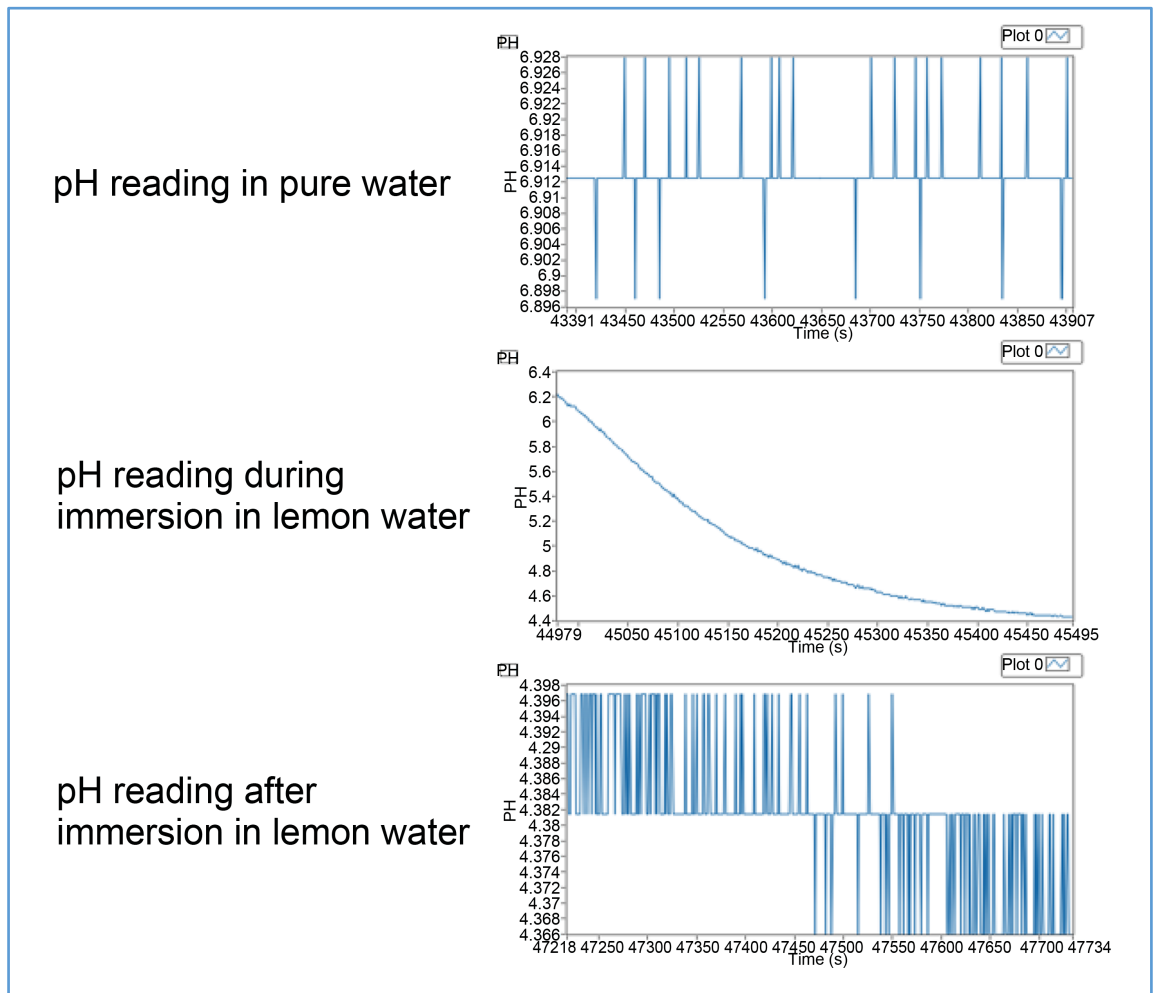 PH
Plot 0
6.928
6.926
6.924
6.922
6.92
6.918
6.916
6.914
6.912
6.91
6.908
6.906
6.904
6.902
6.9
6.898
6.896
PH
pH reading in pure water
43391 43450 43500 42550 43600 43650 43700 43750 43800 43850 43907
Time (s)
PH
Plot 0
6.4
6.2
6
5.8
5.6
5.4
5.2
5
4.8
4.6
4.4
PH
pH reading during
immersion in lemon water
44979 45050 45100 45150 45200 45250 45300 45350 45400 45450 45495
Time (s)
PH
Plot 0
4.398
4.396
4.394
4.392
4.29
4.388
4.386
4.384
4.382
4.38
4.378
4.376
4.374
4.372
4.37
4.368
4.366
PH
pH reading after
immersion in lemon water
47218 47250 47300 47350 47400 47450 47500 47550 47600 47650 47700 47734
Time (s)